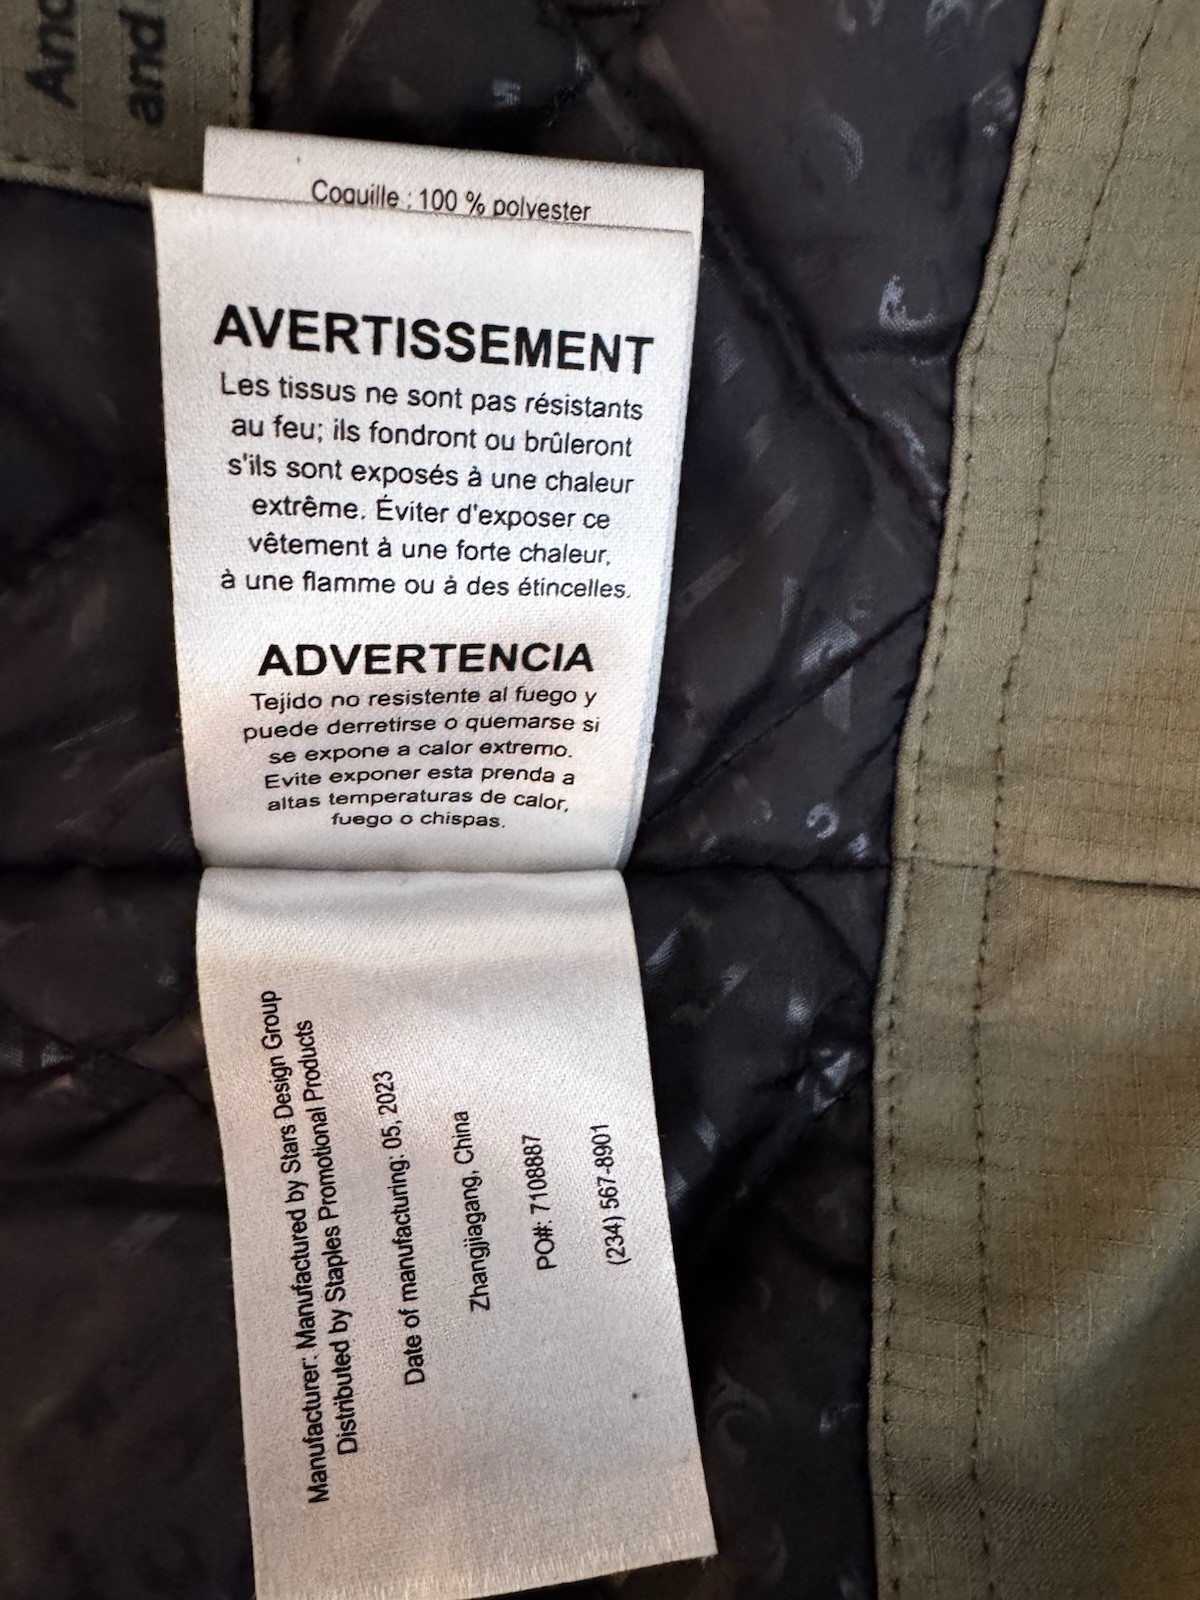 And
and
Coquille : 100 % polyester
AVERTISSEMENT
Les tissus ne sont pas résistants
au feu; ils fondront ou brûleront
s'ils sont exposés à une chaleur
extrême. Éviter d'exposer ce
vêtement à une forte chaleur,
à une flamme ou à des étincelles.
ADVERTENCIA
Tejido no resistente al fuego y
puede derretirse o quemarse si
se expone a calor extremo.
Evite exponer esta prenda a
altas temperaturas de calor,
fuego o chispas.
Manufacturer: Manufactured by Stars Design Group
Distributed by Staples Promotional Products
Date of manufacturing: 05, 2023
Zhangjiagang, China
PO#: 7108887
(234) 567-8901